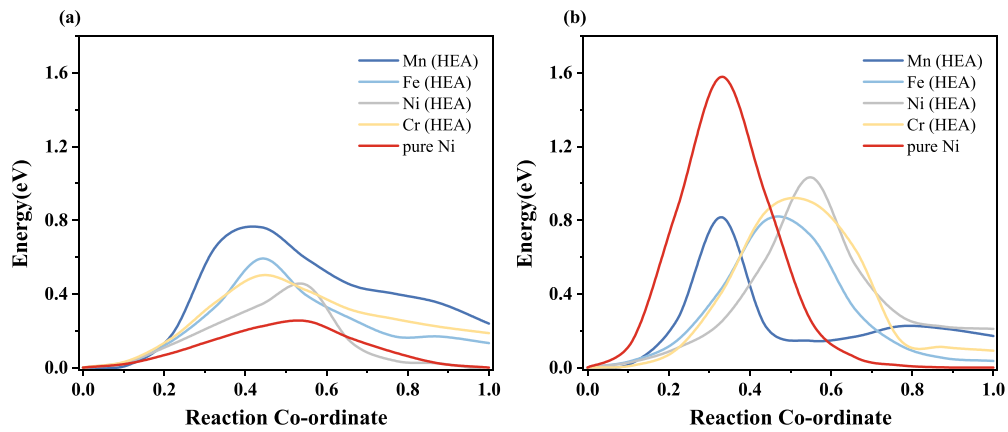 (a)
1.6
1.2
0.8
0.4
0.0
Energy(eV)
Mn (HEA)
Fe (HEA)
Ni (HEA)
Cr (HEA)
pure Ni
0.0 0.2 0.4 0.6 0.8 1.0
Reaction Co-ordinate
(b)
1.6
1.2
0.8
0.4
0.0
Energy(eV)
Mn (HEA)
Fe (HEA)
Ni (HEA)
Cr (HEA)
pure Ni
0.0 0.2 0.4 0.6 0.8 1.0
Reaction Co-ordinate